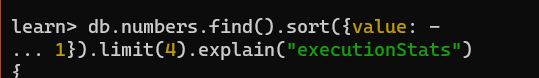 learn> db.numbers.find().sort({value: -
... 1}).limit(4).explain("executionStats")
{